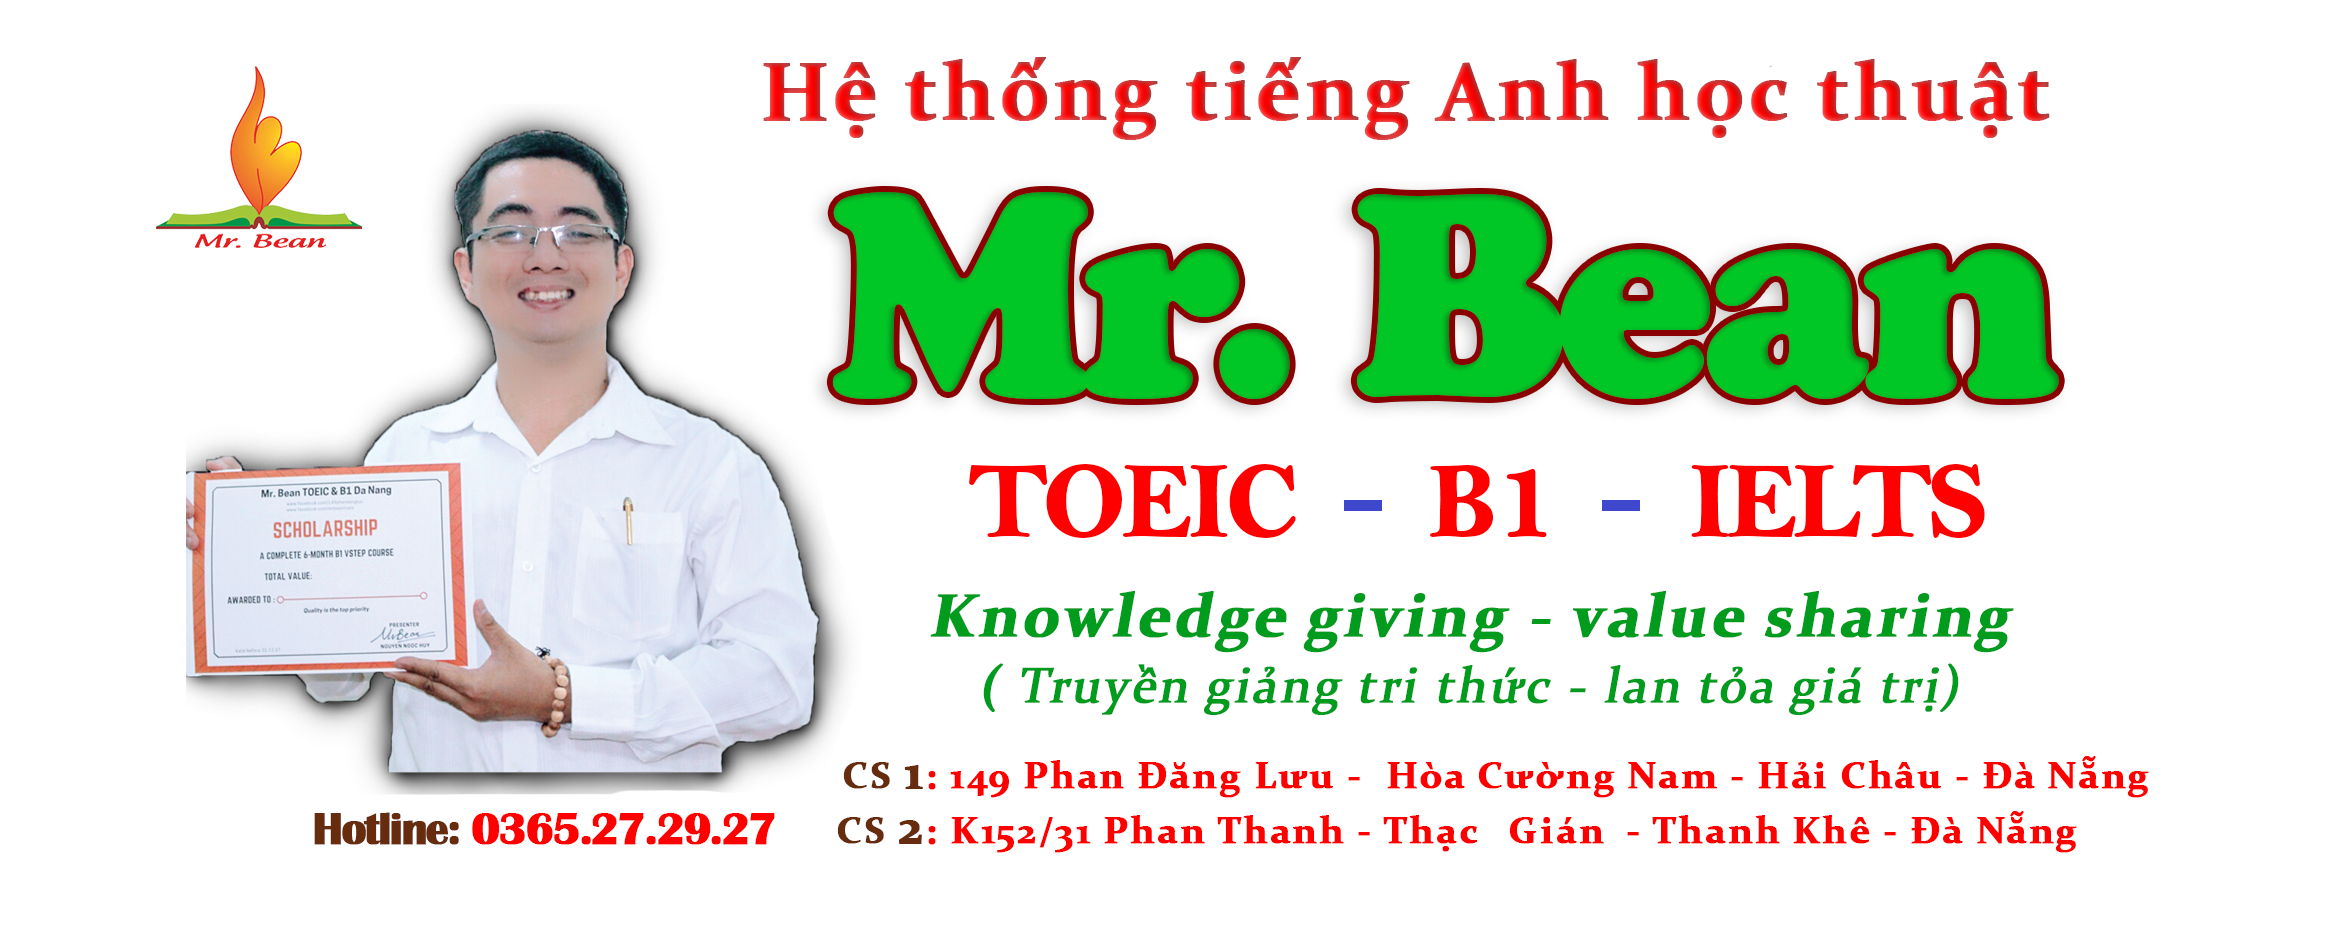 Hệ thống tiếng Anh học thuật
Mr. Bean
Mr. Bean
TOEIC - B1 - IELTS
Knowledge giving - value sharing
( Truyền giảng tri thức - lan tỏa giá trị)
Mr. Bean TOEIC & B1 Da Nang
SCHOLARSHIP
A COMPLETE 6-MONTH B1 VSTEP COURSE
TOTAL VALUE:
AWARDED TO :
Quality is the top priority
PRESENTER
MrBean
NGUYEN NGOC HUY
CS 1: 149 Phan Đăng Lưu - Hòa Cường Nam - Hải Châu - Đà Nẵng
CS 2: K152/31 Phan Thanh - Thạc Gián - Thanh Khê - Đà Nẵng
Hotline: 0365.27.29.27